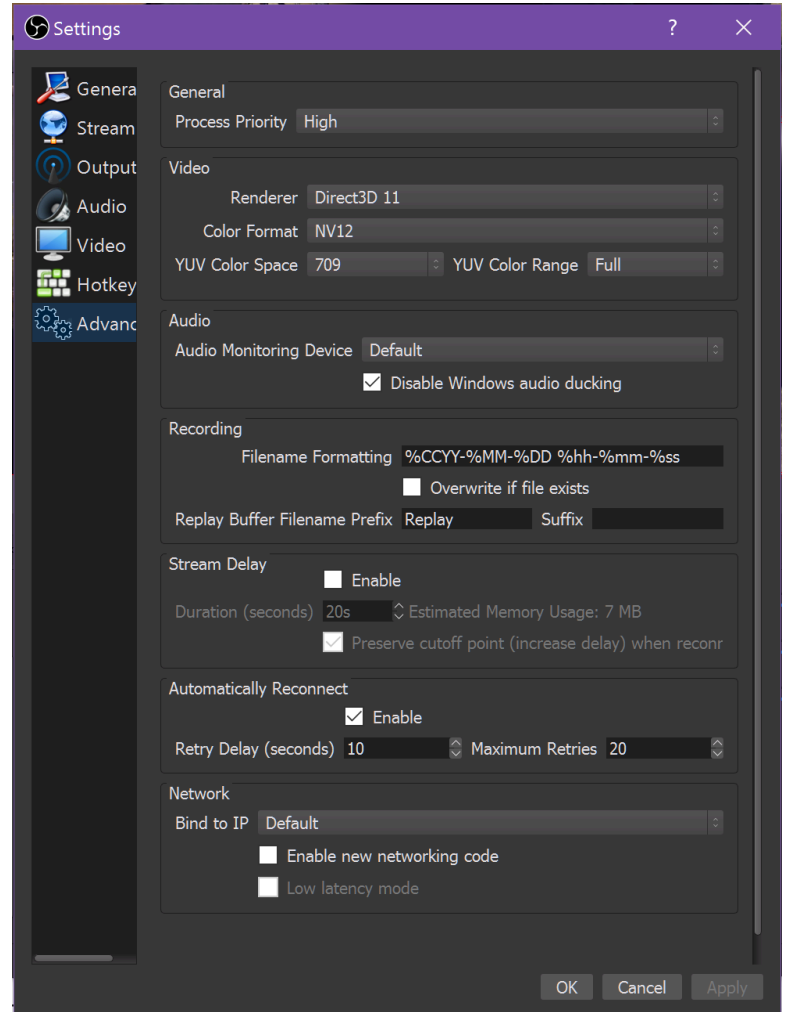 Settings
?
Genera
Stream
Output
Audio
Video
Hotkey
Advanc
General
Process Priority High
Video
Renderer Direct3D 11
Color Format NV12
YUV Color Space 709 YUV Color Range Full
Audio
Audio Monitoring Device Default
Disable Windows audio ducking
Recording
Filename Formatting %CCYY-%MM-%DD %hh-%mm-%ss
Overwrite if file exists
Replay Buffer Filename Prefix Replay Suffix
Stream Delay
Enable
Duration (seconds) 20s Estimated Memory Usage: 7 MB
Preserve cutoff point (increase delay) when reconr
Automatically Reconnect
Enable
Retry Delay (seconds) 10 Maximum Retries 20
Network
Bind to IP Default
Enable new networking code
Low latency mode
OK Cancel Apply